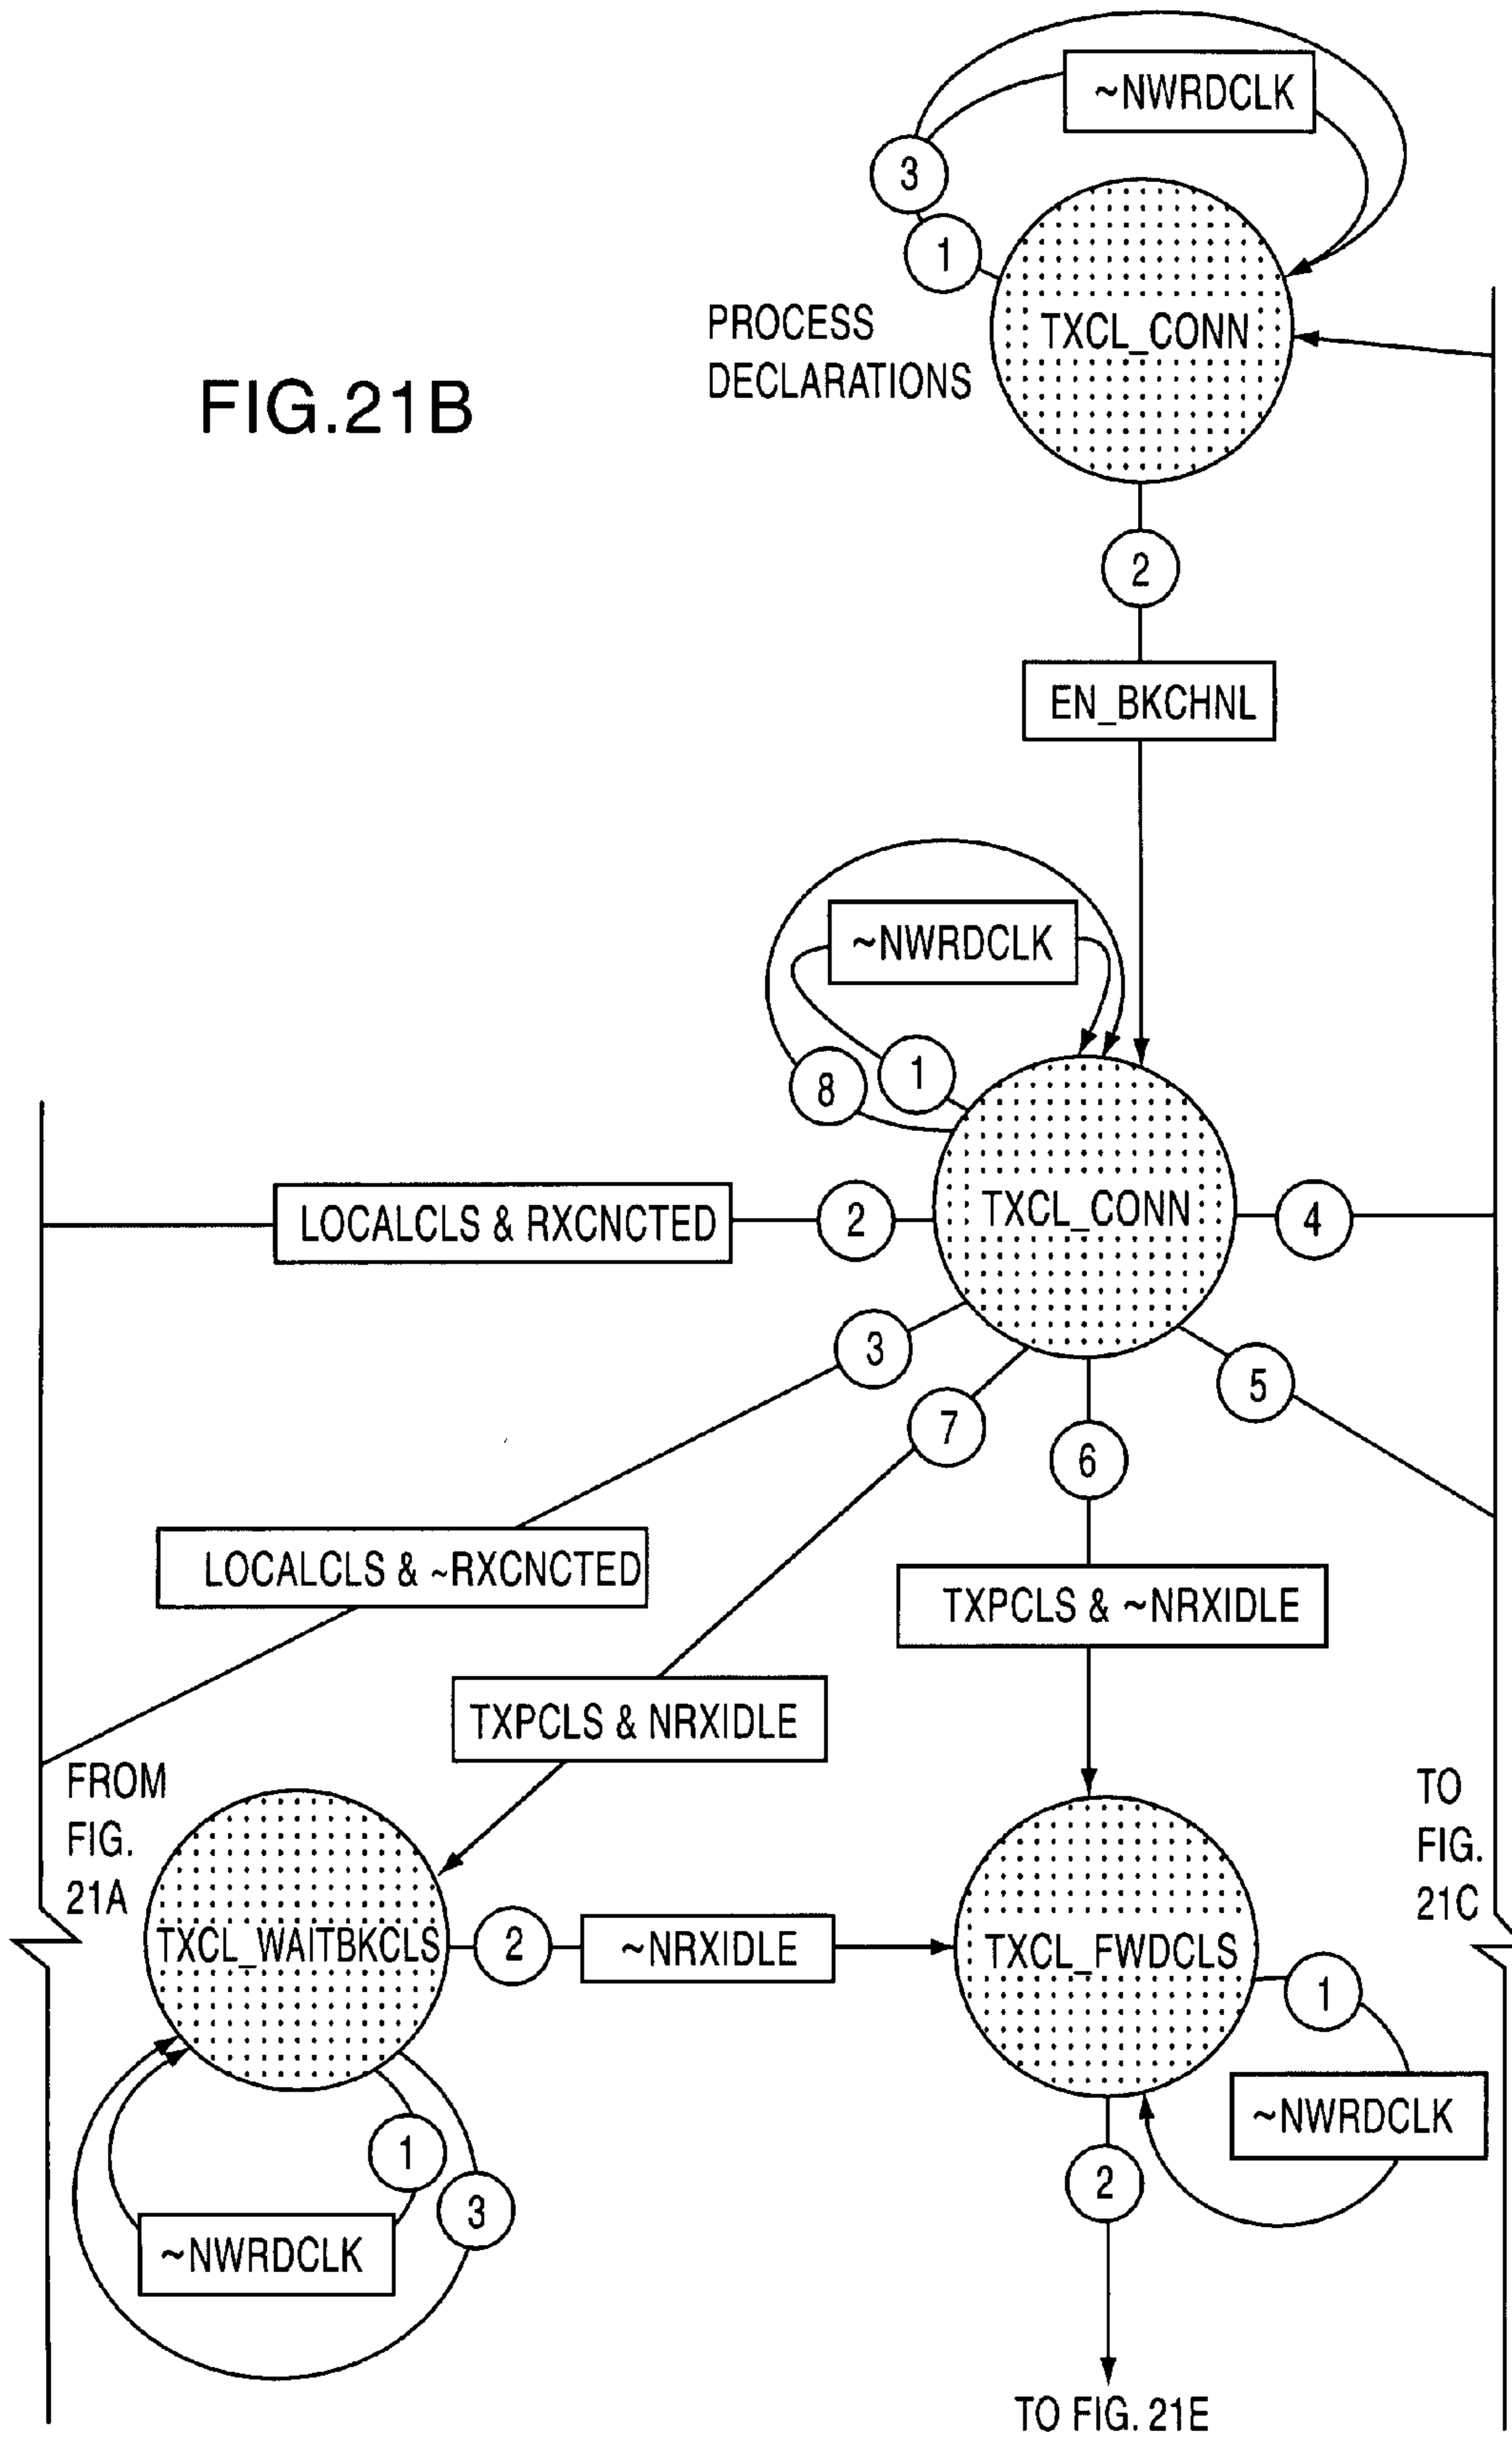 ~NWRDCLK
3
1
PROCESS
DECLARATIONS
TXCL_CONN
FIG.21B
2
EN_BKCHNL
~NWRDCLK
8
1
LOCALCLS & RXCNCTED
2
TXCL_CONN
4
3
7
6
5
LOCALCLS & ~RXCNCTED
TXPCLS & ~NRXIDLE
TXPCLS & NRXIDLE
FROM
FIG.
21A
TO
FIG.
21C
TXCL_WAITBKCLS
2
~NRXIDLE
TXCL_FWDCLS
1
~NWRDCLK
1
3
2
~NWRDCLK
TO FIG. 21E